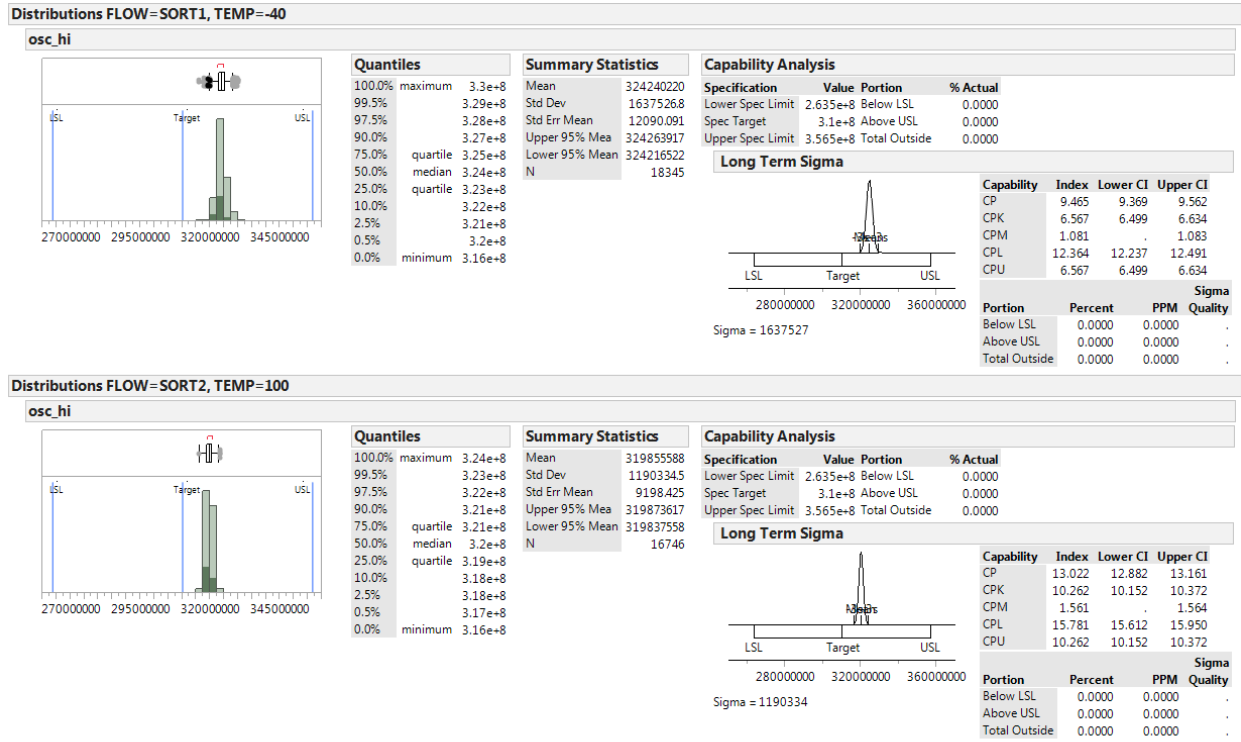 Distributions FLOW=SORT1, TEMP=-40
osc_hi
LSL Target USL
270000000 295000000 320000000 345000000
Quantiles
100.0% maximum 3.3e+8
99.5% 3.29e+8
97.5% 3.28e+8
90.0% 3.27e+8
75.0% quartile 3.25e+8
50.0% median 3.24e+8
25.0% quartile 3.23e+8
10.0% 3.22e+8
2.5% 3.21e+8
0.5% 3.2e+8
0.0% minimum 3.16e+8
Summary Statistics
Mean 324240220
Std Dev 1637526.8
Std Err Mean 12090.091
Upper 95% Mea 324263917
Lower 95% Mean 324216522
N 18345
Capability Analysis
Specification Value Portion % Actual
Lower Spec Limit 2.635e+8 Below LSL 0.0000
Spec Target 3.1e+8 Above USL 0.0000
Upper Spec Limit 3.565e+8 Total Outside 0.0000
Long Term Sigma
LSL Target USL
280000000 320000000 360000000
Sigma = 1637527
Capability Index Lower CI Upper CI
CP 9.465 9.369 9.562
CPK 6.567 6.499 6.634
CPM 1.081 . 1.083
CPL 12.364 12.237 12.491
CPU 6.567 6.499 6.634
Sigma
Portion Percent PPM Quality
Below LSL 0.0000 0.0000 .
Above USL 0.0000 0.0000 .
Total Outside 0.0000 0.0000 .
Distributions FLOW=SORT2, TEMP=100
osc_hi
LSL Target USL
270000000 295000000 320000000 345000000
Quantiles
100.0% maximum 3.24e+8
99.5% 3.23e+8
97.5% 3.22e+8
90.0% 3.21e+8
75.0% quartile 3.21e+8
50.0% median 3.2e+8
25.0% quartile 3.19e+8
10.0% 3.18e+8
2.5% 3.18e+8
0.5% 3.17e+8
0.0% minimum 3.16e+8
Summary Statistics
Mean 319855588
Std Dev 1190334.5
Std Err Mean 9198.425
Upper 95% Mea 319873617
Lower 95% Mean 319837558
N 16746
Capability Analysis
Specification Value Portion % Actual
Lower Spec Limit 2.635e+8 Below LSL 0.0000
Spec Target 3.1e+8 Above USL 0.0000
Upper Spec Limit 3.565e+8 Total Outside 0.0000
Long Term Sigma
LSL Target USL
280000000 320000000 360000000
Sigma = 1190334
Capability Index Lower CI Upper CI
CP 13.022 12.882 13.161
CPK 10.262 10.152 10.372
CPM 1.561 . 1.564
CPL 15.781 15.612 15.950
CPU 10.262 10.152 10.372
Sigma
Portion Percent PPM Quality
Below LSL 0.0000 0.0000 .
Above USL 0.0000 0.0000 .
Total Outside 0.0000 0.0000 .